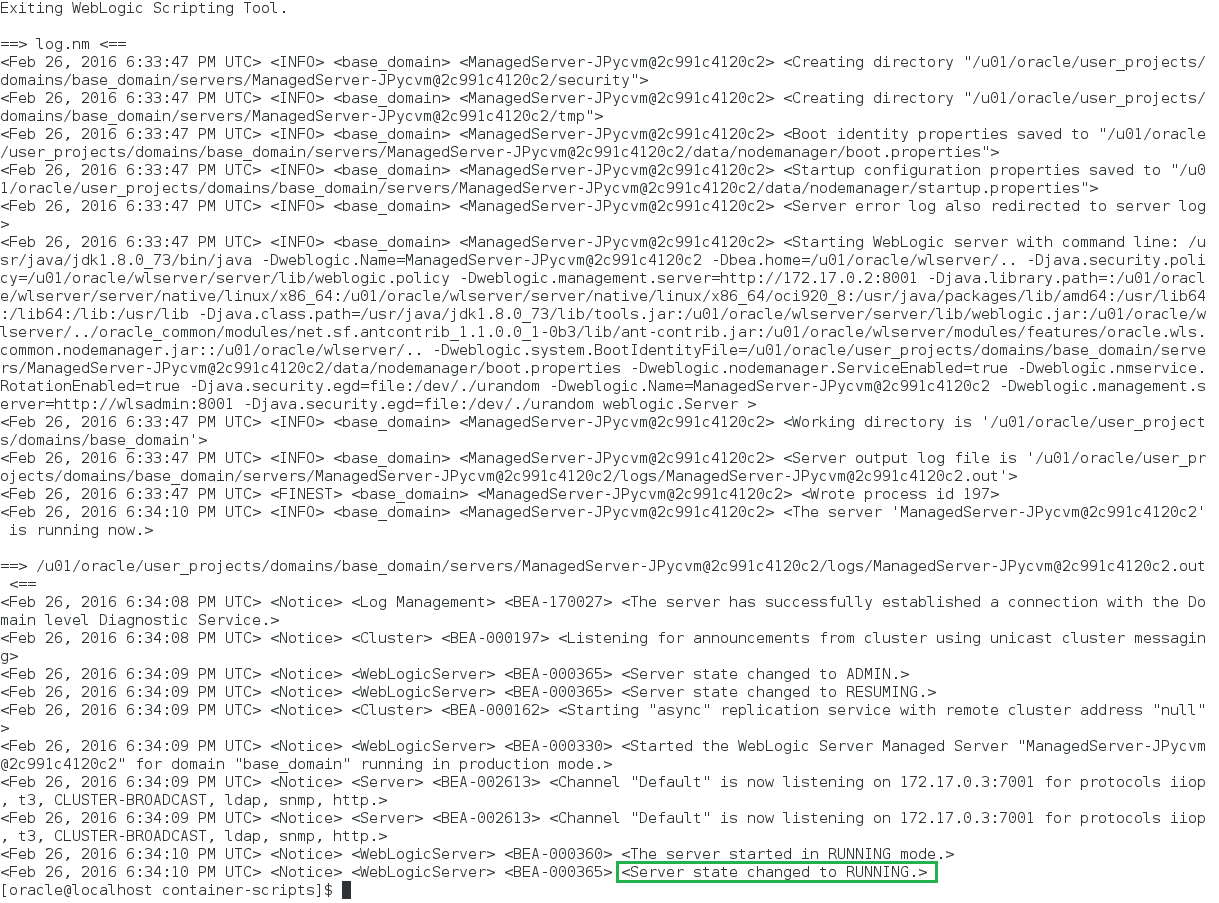 Exiting WebLogic Scripting Tool.
==> log.nm <==
<Feb 26, 2016 6:33:47 PM UTC> <INFO> <base_domain> <ManagedServer-JPycvm@2c991c4120c2> <Creating directory "/u01/oracle/user_projects/
domains/base_domain/servers/ManagedServer-JPycvm@2c991c4120c2/security">
<Feb 26, 2016 6:33:47 PM UTC> <INFO> <base_domain> <ManagedServer-JPycvm@2c991c4120c2> <Creating directory "/u01/oracle/user_projects/
domains/base_domain/servers/ManagedServer-JPycvm@2c991c4120c2/tmp">
<Feb 26, 2016 6:33:47 PM UTC> <INFO> <base_domain> <ManagedServer-JPycvm@2c991c4120c2> <Boot identity properties saved to "/u01/oracle
/user_projects/domains/base_domain/servers/ManagedServer-JPycvm@2c991c4120c2/data/nodemanager/boot.properties">
<Feb 26, 2016 6:33:47 PM UTC> <INFO> <base_domain> <ManagedServer-JPycvm@2c991c4120c2> <Startup configuration properties saved to "/u0
1/oracle/user_projects/domains/base_domain/servers/ManagedServer-JPycvm@2c991c4120c2/data/nodemanager/startup.properties">
<Feb 26, 2016 6:33:47 PM UTC> <INFO> <base_domain> <ManagedServer-JPycvm@2c991c4120c2> <Server error log also redirected to server log
>
<Feb 26, 2016 6:33:47 PM UTC> <INFO> <base_domain> <ManagedServer-JPycvm@2c991c4120c2> <Starting WebLogic server with command line: /u
sr/java/jdk1.8.0_73/bin/java -Dweblogic.Name=ManagedServer-JPycvm@2c991c4120c2 -Dbea.home=/u01/oracle/wlserver/.. -Djava.security.poli
cy=/u01/oracle/wlserver/server/lib/weblogic.policy -Dweblogic.management.server=http://172.17.0.2:8001 -Djava.library.path=:/u01/oracl
e/wlserver/server/native/linux/x86_64:/u01/oracle/wlserver/server/native/linux/x86_64/oci920_8:/usr/java/packages/lib/amd64:/usr/lib64
:/lib64:/lib:/usr/lib -Djava.class.path=/usr/java/jdk1.8.0_73/lib/tools.jar:/u01/oracle/wlserver/server/lib/weblogic.jar:/u01/oracle/w
lserver/../oracle_common/modules/net.sf.antcontrib_1.1.0.0_1-0b3/lib/ant-contrib.jar:/u01/oracle/wlserver/modules/features/oracle.wls.
common.nodemanager.jar::/u01/oracle/wlserver/.. -Dweblogic.system.BootIdentityFile=/u01/oracle/user_projects/domains/base_domain/serve
rs/ManagedServer-JPycvm@2c991c4120c2/data/nodemanager/boot.properties -Dweblogic.nodemanager.ServiceEnabled=true -Dweblogic.nmservice.
RotationEnabled=true -Djava.security.egd=file:/dev/./urandom -Dweblogic.Name=ManagedServer-JPycvm@2c991c4120c2 -Dweblogic.management.s
erver=http://wlsadmin:8001 -Djava.security.egd=file:/dev/./urandom weblogic.Server >
<Feb 26, 2016 6:33:47 PM UTC> <INFO> <base_domain> <ManagedServer-JPycvm@2c991c4120c2> <Working directory is '/u01/oracle/user_project
s/domains/base_domain'>
<Feb 26, 2016 6:33:47 PM UTC> <INFO> <base_domain> <ManagedServer-JPycvm@2c991c4120c2> <Server output log file is '/u01/oracle/user_pr
ojects/domains/base_domain/servers/ManagedServer-JPycvm@2c991c4120c2/logs/ManagedServer-JPycvm@2c991c4120c2.out'>
<Feb 26, 2016 6:33:47 PM UTC> <FINEST> <base_domain> <ManagedServer-JPycvm@2c991c4120c2> <Wrote process id 197>
<Feb 26, 2016 6:34:10 PM UTC> <INFO> <base_domain> <ManagedServer-JPycvm@2c991c4120c2> <The server 'ManagedServer-JPycvm@2c991c4120c2'
is running now.>
==> /u01/oracle/user_projects/domains/base_domain/servers/ManagedServer-JPycvm@2c991c4120c2/logs/ManagedServer-JPycvm@2c991c4120c2.out
<==
<Feb 26, 2016 6:34:08 PM UTC> <Notice> <Log Management> <BEA-170027> <The server has successfully established a connection with the Do
main level Diagnostic Service.>
<Feb 26, 2016 6:34:08 PM UTC> <Notice> <Cluster> <BEA-000197> <Listening for announcements from cluster using unicast cluster messagin
g>
<Feb 26, 2016 6:34:09 PM UTC> <Notice> <WebLogicServer> <BEA-000365> <Server state changed to ADMIN.>
<Feb 26, 2016 6:34:09 PM UTC> <Notice> <WebLogicServer> <BEA-000365> <Server state changed to RESUMING.>
<Feb 26, 2016 6:34:09 PM UTC> <Notice> <Cluster> <BEA-000162> <Starting "async" replication service with remote cluster address "null"
>
<Feb 26, 2016 6:34:09 PM UTC> <Notice> <WebLogicServer> <BEA-000330> <Started the WebLogic Server Managed Server "ManagedServer-JPycvm
@2c991c4120c2" for domain "base_domain" running in production mode.>
<Feb 26, 2016 6:34:09 PM UTC> <Notice> <Server> <BEA-002613> <Channel "Default" is now listening on 172.17.0.3:7001 for protocols iiop
, t3, CLUSTER-BROADCAST, ldap, snmp, http.>
<Feb 26, 2016 6:34:09 PM UTC> <Notice> <Server> <BEA-002613> <Channel "Default" is now listening on 172.17.0.3:7001 for protocols iiop
, t3, CLUSTER-BROADCAST, ldap, snmp, http.>
<Feb 26, 2016 6:34:10 PM UTC> <Notice> <WebLogicServer> <BEA-000360> <The server started in RUNNING mode.>
<Feb 26, 2016 6:34:10 PM UTC> <Notice> <WebLogicServer> <BEA-000365> <Server state changed to RUNNING.>
[oracle@localhost container-scripts]$